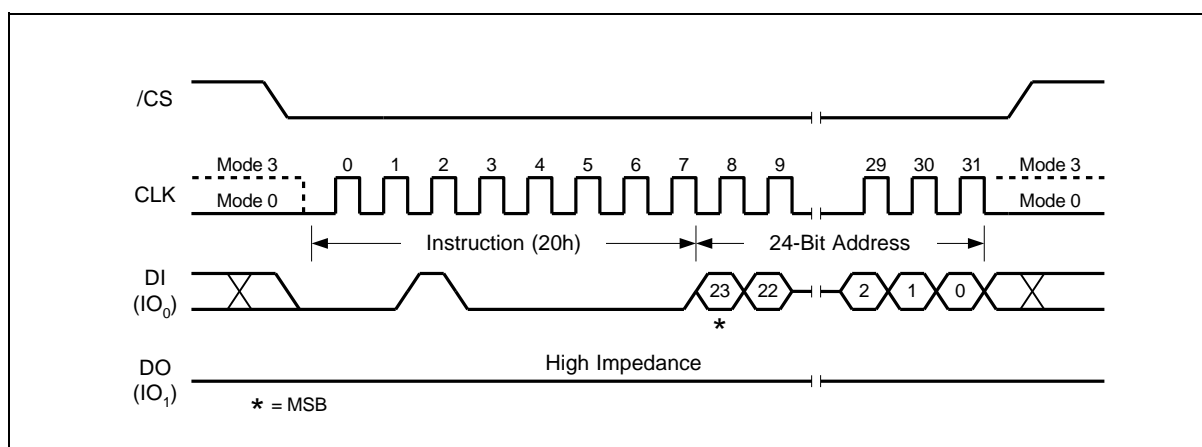 /CS
Mode 3 0 1 2 3 4 5 6 7 8 9 29 30 31 Mode 3
CLK Mode 0 Mode 0
Instruction (20h) 24-Bit Address
DI
(IO0) 23 22 2 1 0
*
High Impedance
DO
(IO1)
* = MSB